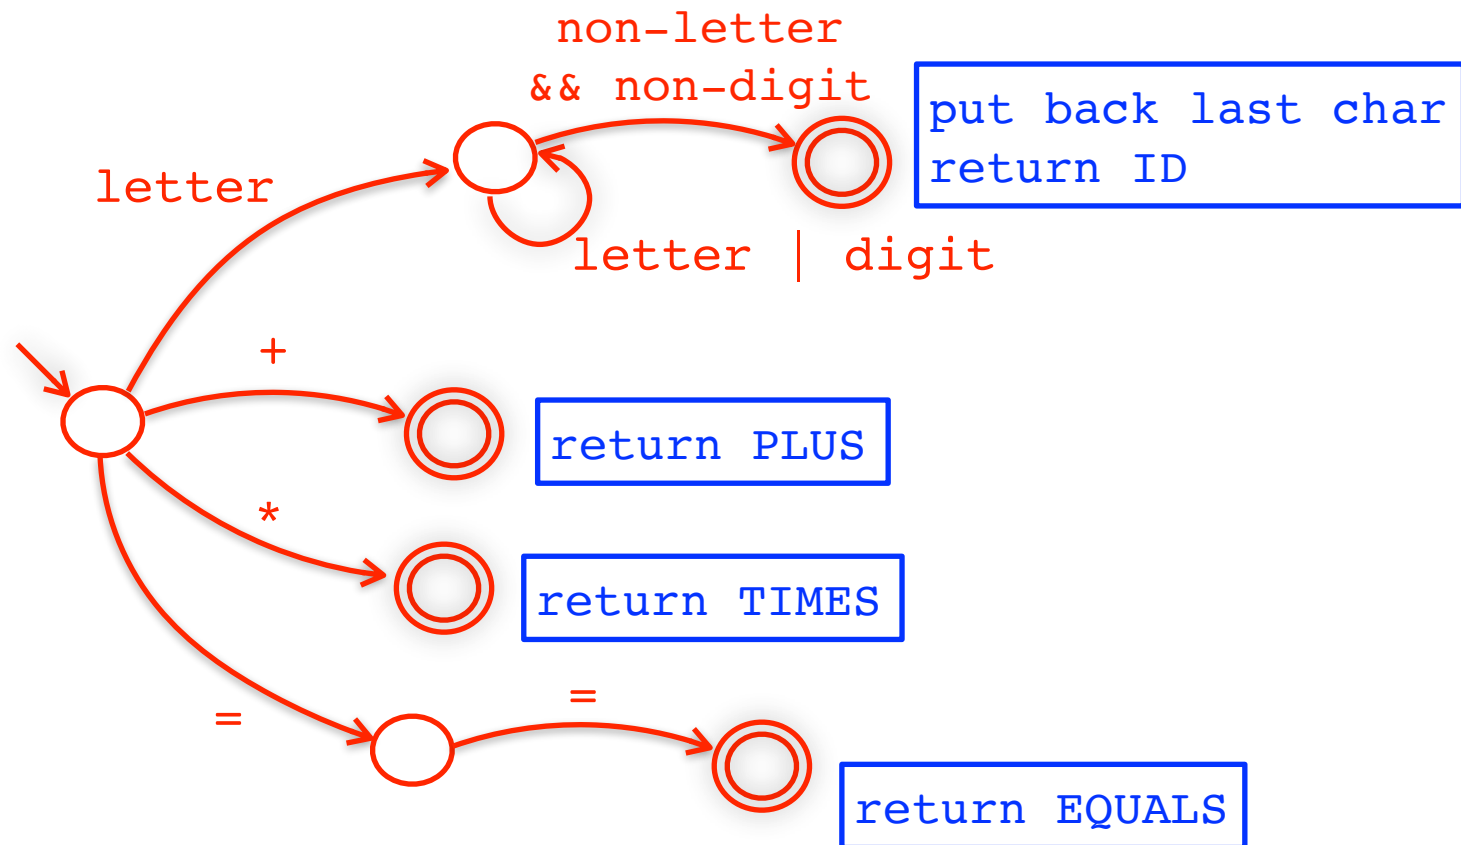 non-letter
&& non-digit
put back last char
return ID
letter
letter | digit
+
return PLUS
*
return TIMES
=
=
return EQUALS